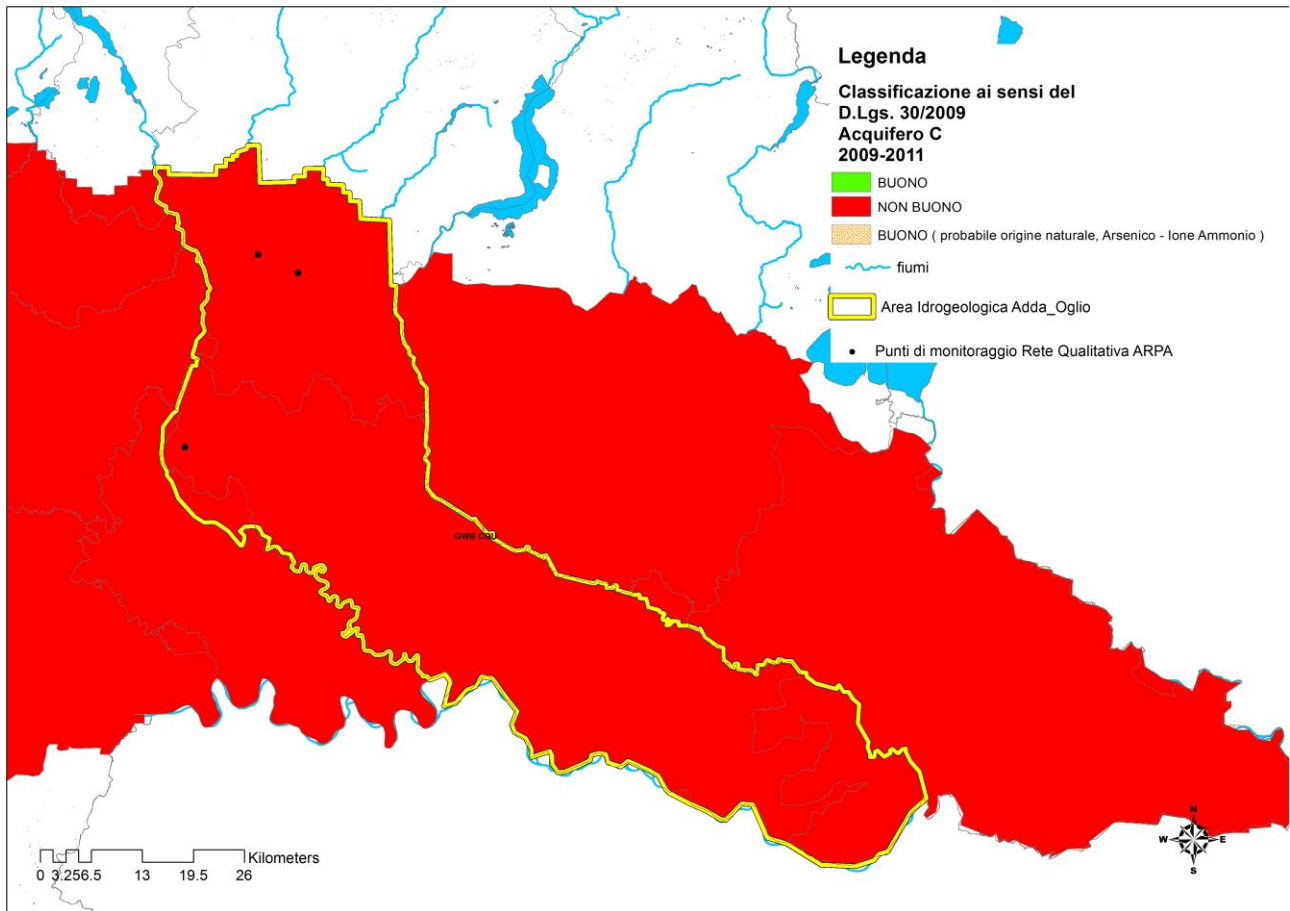 Legenda
Classificazione ai sensi del
D.Lgs. 30/2009
Acquifero C
2009-2011
BUONO
NON BUONO
BUONO ( probabile origine naturale, Arsenico - Ione Ammonio )
fiumi
Area Idrogeologica Adda_Oglio
Punti di monitoraggio Rete Qualitativa ARPA
N
W E
S
Kilometers
0 3.256.5 13 19.5 26